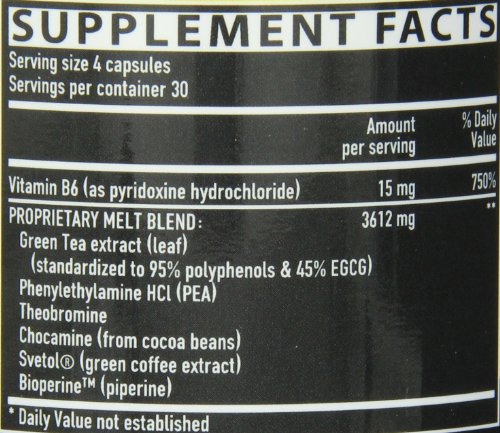 SUPPLEMENT FACTS
Serving size 4 capsules
Servings per container 30
Amount per serving
% Daily Value
Vitamin B6 (as pyridoxine hydrochloride) 15 mg 750%
PROPRIETARY MELT BLEND: 3612 mg **
Green Tea extract (leaf)
(standardized to 95% polyphenols & 45% EGCG)
Phenylethylamine HCl (PEA)
Theobromine
Chocamine (from cocoa beans)
Svetol® (green coffee extract)
Bioperine™ (piperine)
* Daily Value not established